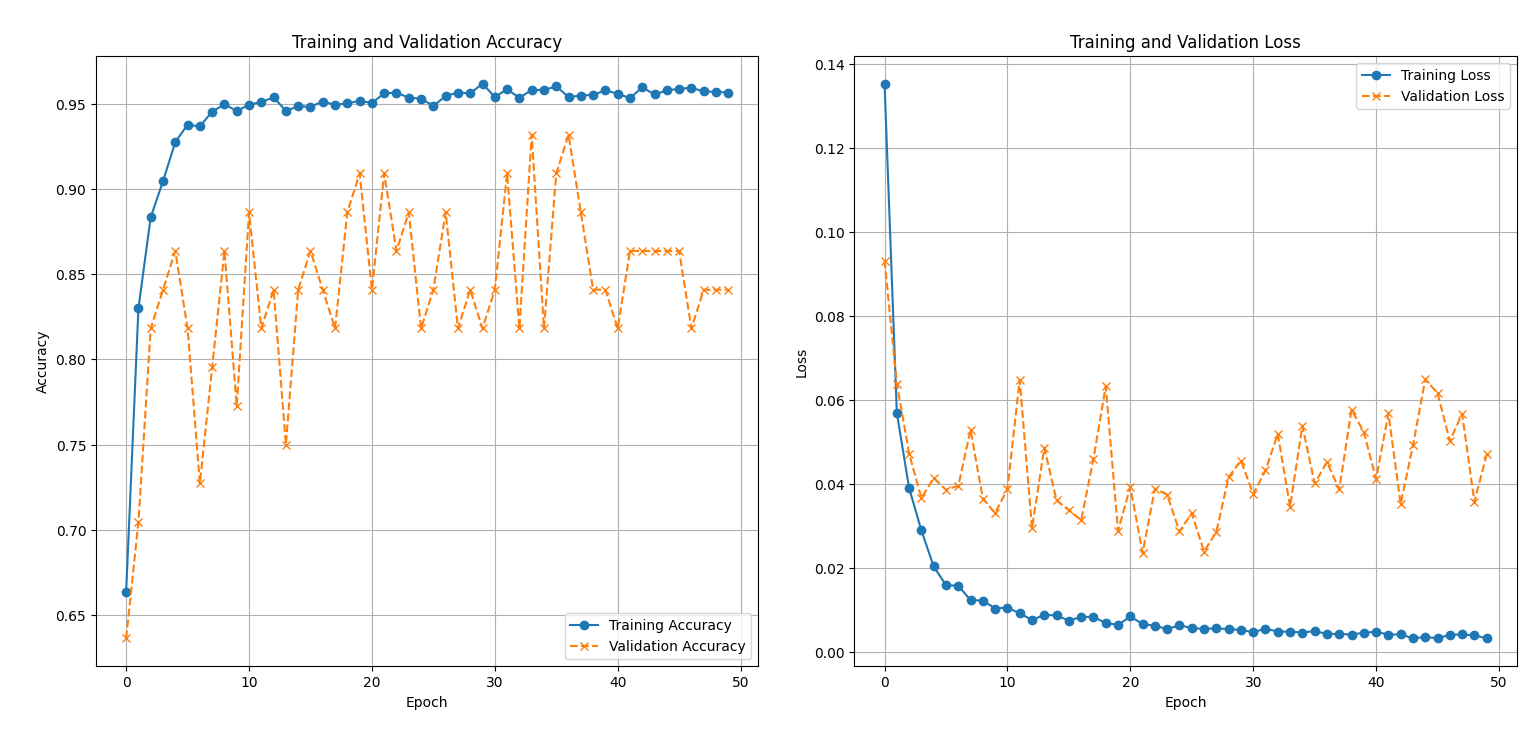 Training and Validation Accuracy
Accuracy
0.95
0.90
0.85
0.80
0.75
0.70
0.65
0
10
20
30
40
50
Epoch
Training Accuracy
Validation Accuracy
Training and Validation Loss
Loss
0.14
0.12
0.10
0.08
0.06
0.04
0.02
0.00
0
10
20
30
40
50
Epoch
Training Loss
Validation Loss